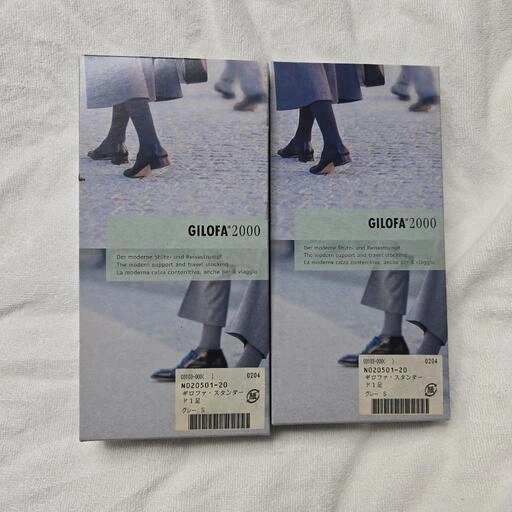 GILOFA®2000
Der moderne Stütz- und Reisestrumpf
The modern support and travel stocking
La moderna calza contentiva, anche per il viaggio
0204
NO20501-20
ギロファ・スタンダー
ド1足
グレー S
GILOFA®2000
Der moderne Stütz- und Reisestrumpf
The modern support and travel stocking
La moderna calza contenitiva, anche per il viaggio
0204
NO20501-20
ギロファ・スタンダー
ド1足
グレー S